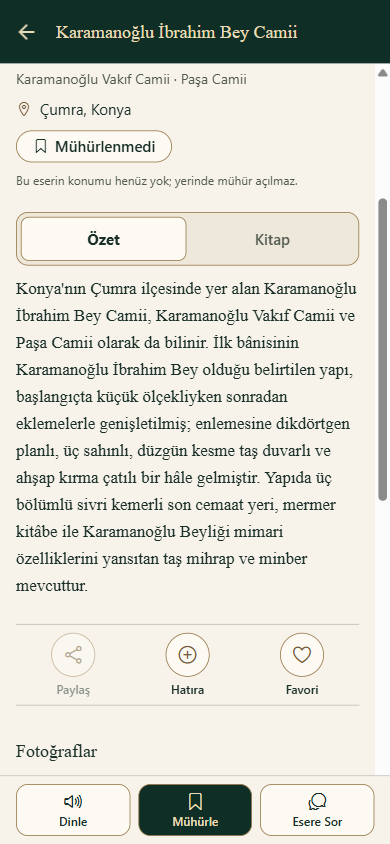 Karamanoğlu İbrahim Bey Camii
Karamanoğlu Vakıf Camii · Paşa Camii
Çumra, Konya
Mühürlenmedi
Bu eserin konumu henüz yok; yerinde mühür açılmaz.
Özet
Kitap
Konya'nın Çumra ilçesinde yer alan Karamanoğlu
İbrahim Bey Camii, Karamanoğlu Vakıf Camii ve
Paşa Camii olarak da bilinir. İlk bânisinin
Karamanoğlu İbrahim Bey olduğu belirtilen yapı,
başlangıçta küçük ölçekliyken sonradan
eklemelerle genişletilmiş; enlemesine dikdörtgen
planlı, üç sahınlı, düzgün kesme taş duvarlı ve
ahşap kırma çatılı bir hâle gelmiştir. Yapıda üç
bölümlü sivri kemerli son cemaat yeri, mermer
kitâbe ile Karamanoğlu Beyliği mimari
özelliklerini yansıtan taş mihrap ve minber
mevcuttur.
Paylaş
Hatıra
Favori
Fotoğraflar
Dinle
Mühürle
Esere Sor